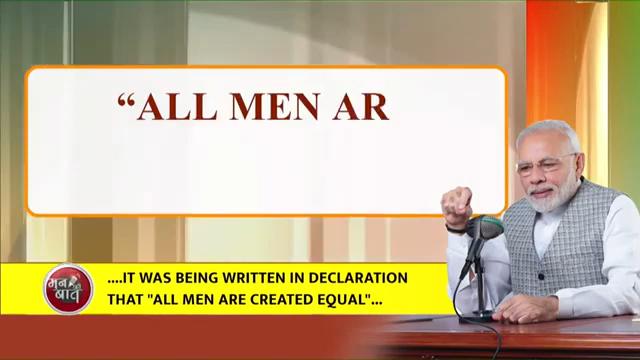 “ALL MEN AR
मन की
बात
....IT WAS BEING WRITTEN IN DECLARATION
THAT "ALL MEN ARE CREATED EQUAL"...